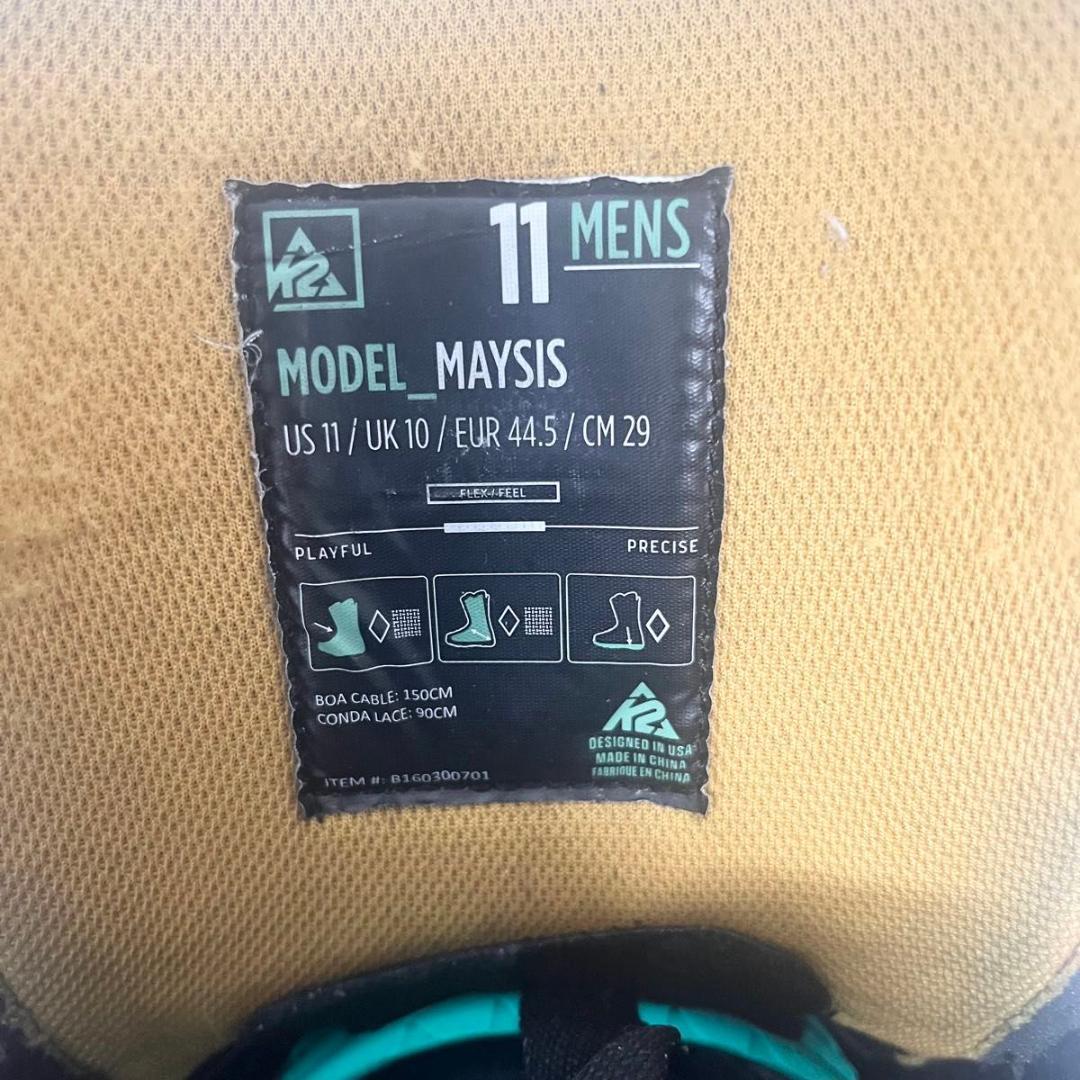 K2
11 MENS
MODEL_MAYSIS
US 11 / UK 10 / EUR 44.5 / CM 29
FLEX / FEEL
PLAYFUL
PRECISE
BOA CABLE: 150CM
CONDA LACE: 90CM
ITEM #: B160300701
K2
DESIGNED IN USA
MADE IN CHINA
FABRIQUE EN CHINA